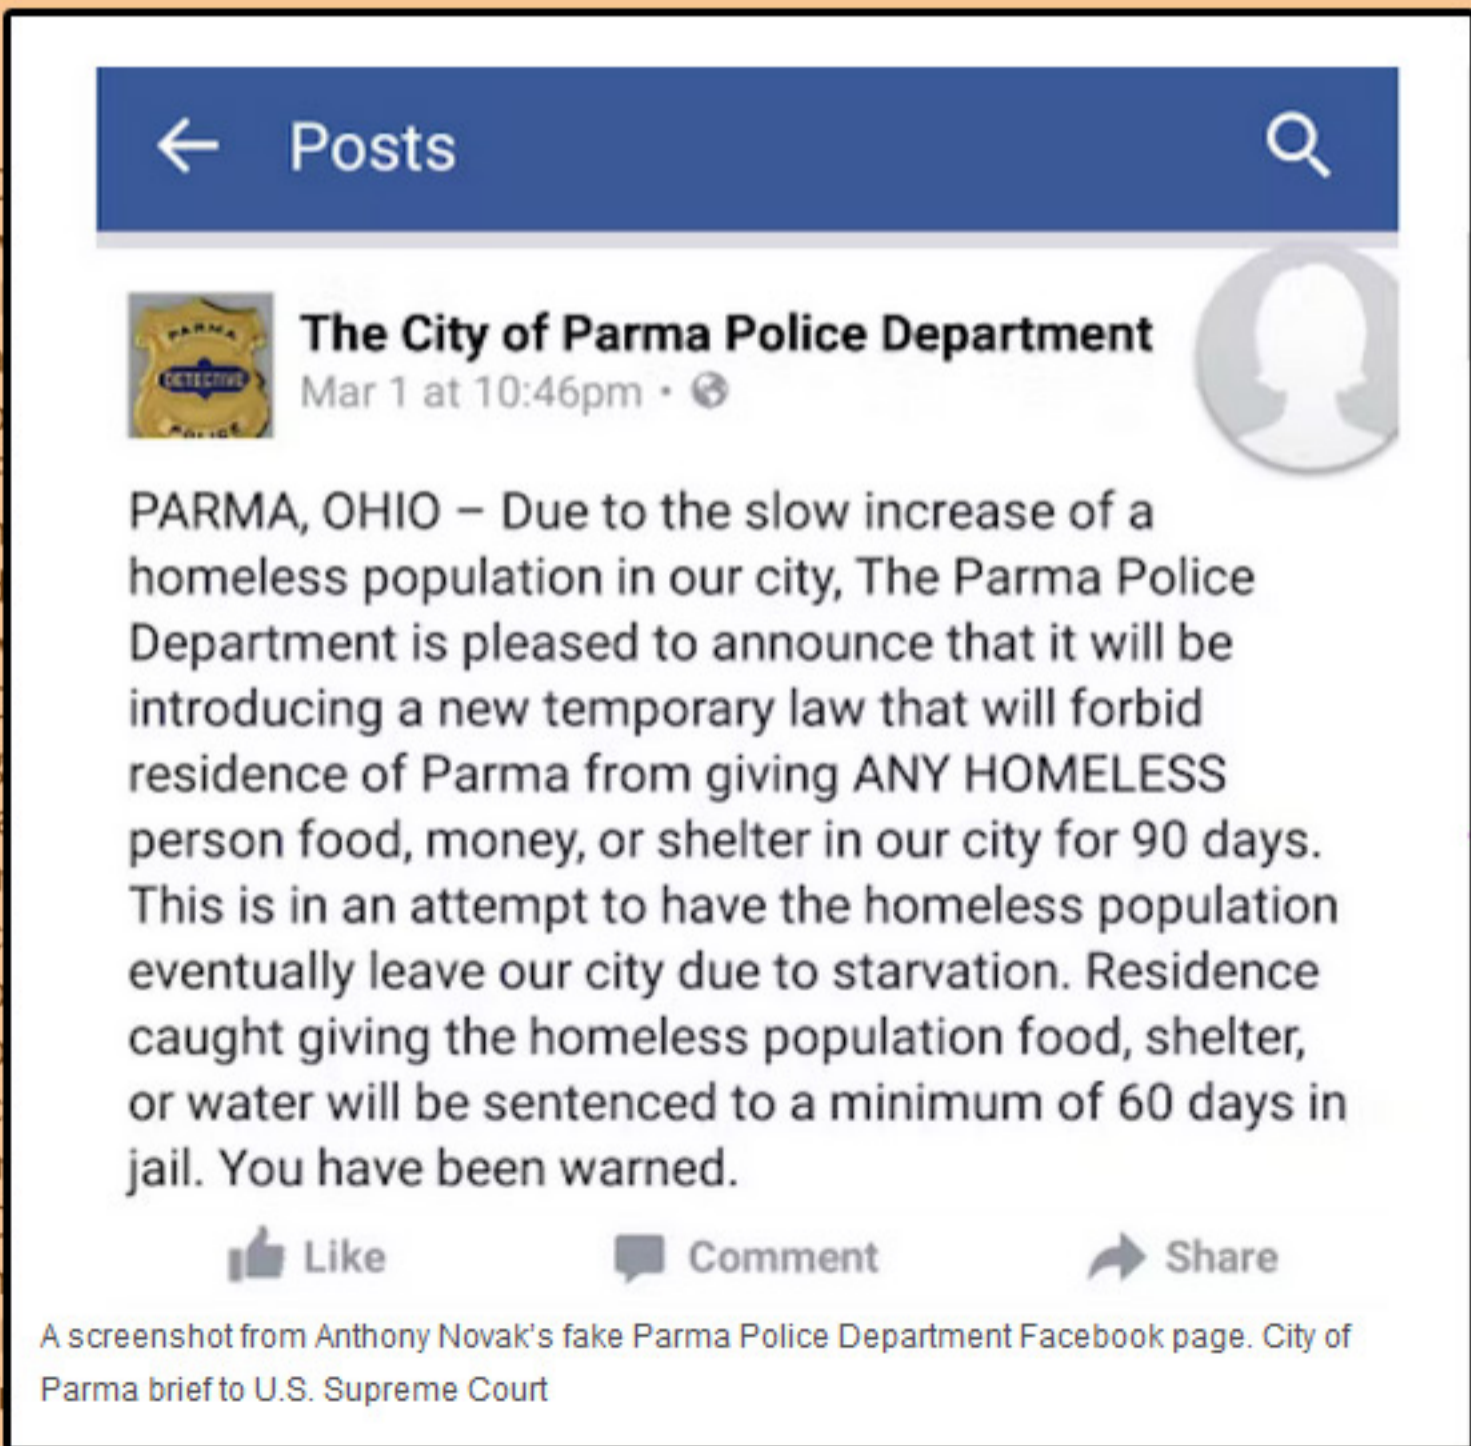 Posts
The City of Parma Police Department
Mar 1 at 10:46pm •
PARMA
DETECTIVE
POLICE
PARMA, OHIO – Due to the slow increase of a
homeless population in our city, The Parma Police
Department is pleased to announce that it will be
introducing a new temporary law that will forbid
residence of Parma from giving ANY HOMELESS
person food, money, or shelter in our city for 90 days.
This is in an attempt to have the homeless population
eventually leave our city due to starvation. Residence
caught giving the homeless population food, shelter,
or water will be sentenced to a minimum of 60 days in
jail. You have been warned.
Like Comment Share
A screenshot from Anthony Novak's fake Parma Police Department Facebook page. City of
Parma brief to U.S. Supreme Court